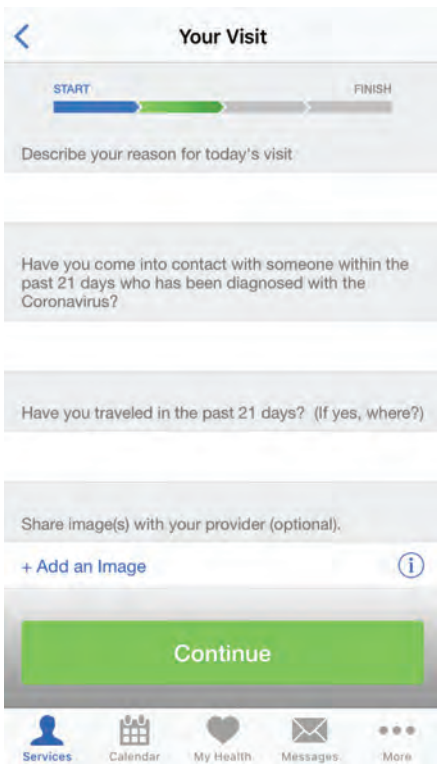 Your Visit
START FINISH
Describe your reason for today's visit
Have you come into contact with someone within the
past 21 days who has been diagnosed with the
Coronavirus?
Have you traveled in the past 21 days? (If yes, where?)
Share image(s) with your provider (optional).
+ Add an Image
Continue
Services Calendar My Health Messages More